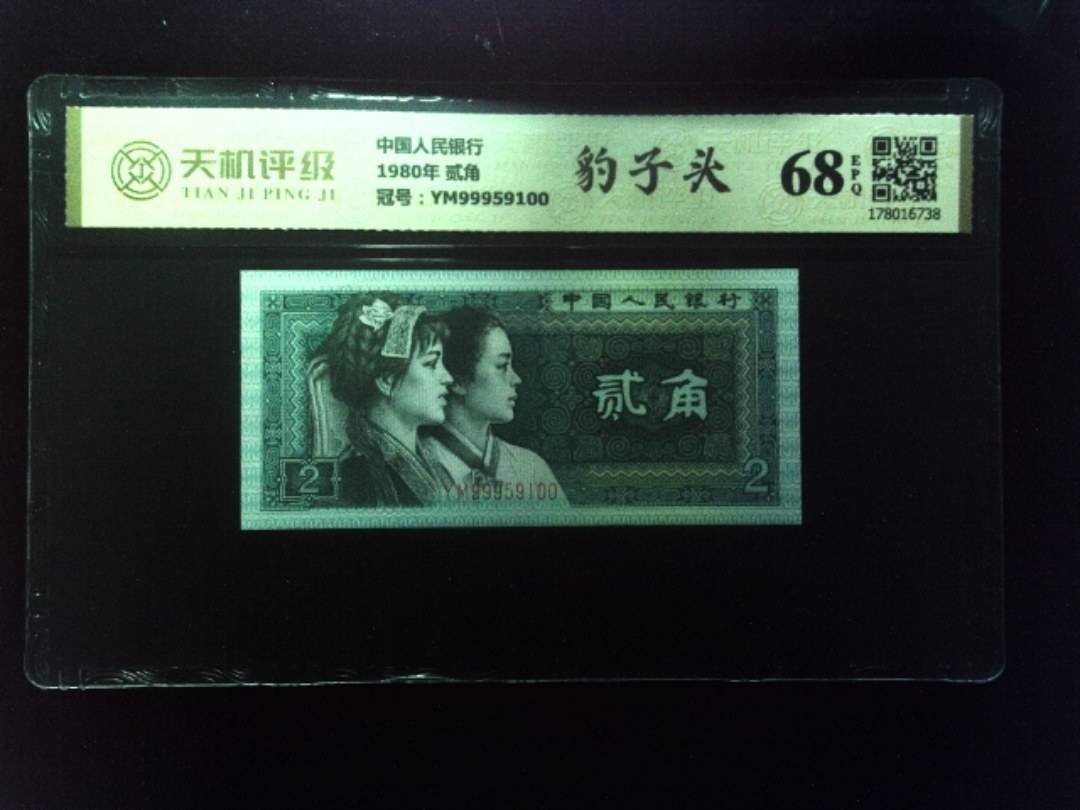 天机评级
TIAN JI PING JI
中国人民银行
1980年 贰角
冠号：YM99959100
豹子头
68
EPQ
178016738
中国人民银行
贰角
2
2
YM99959100